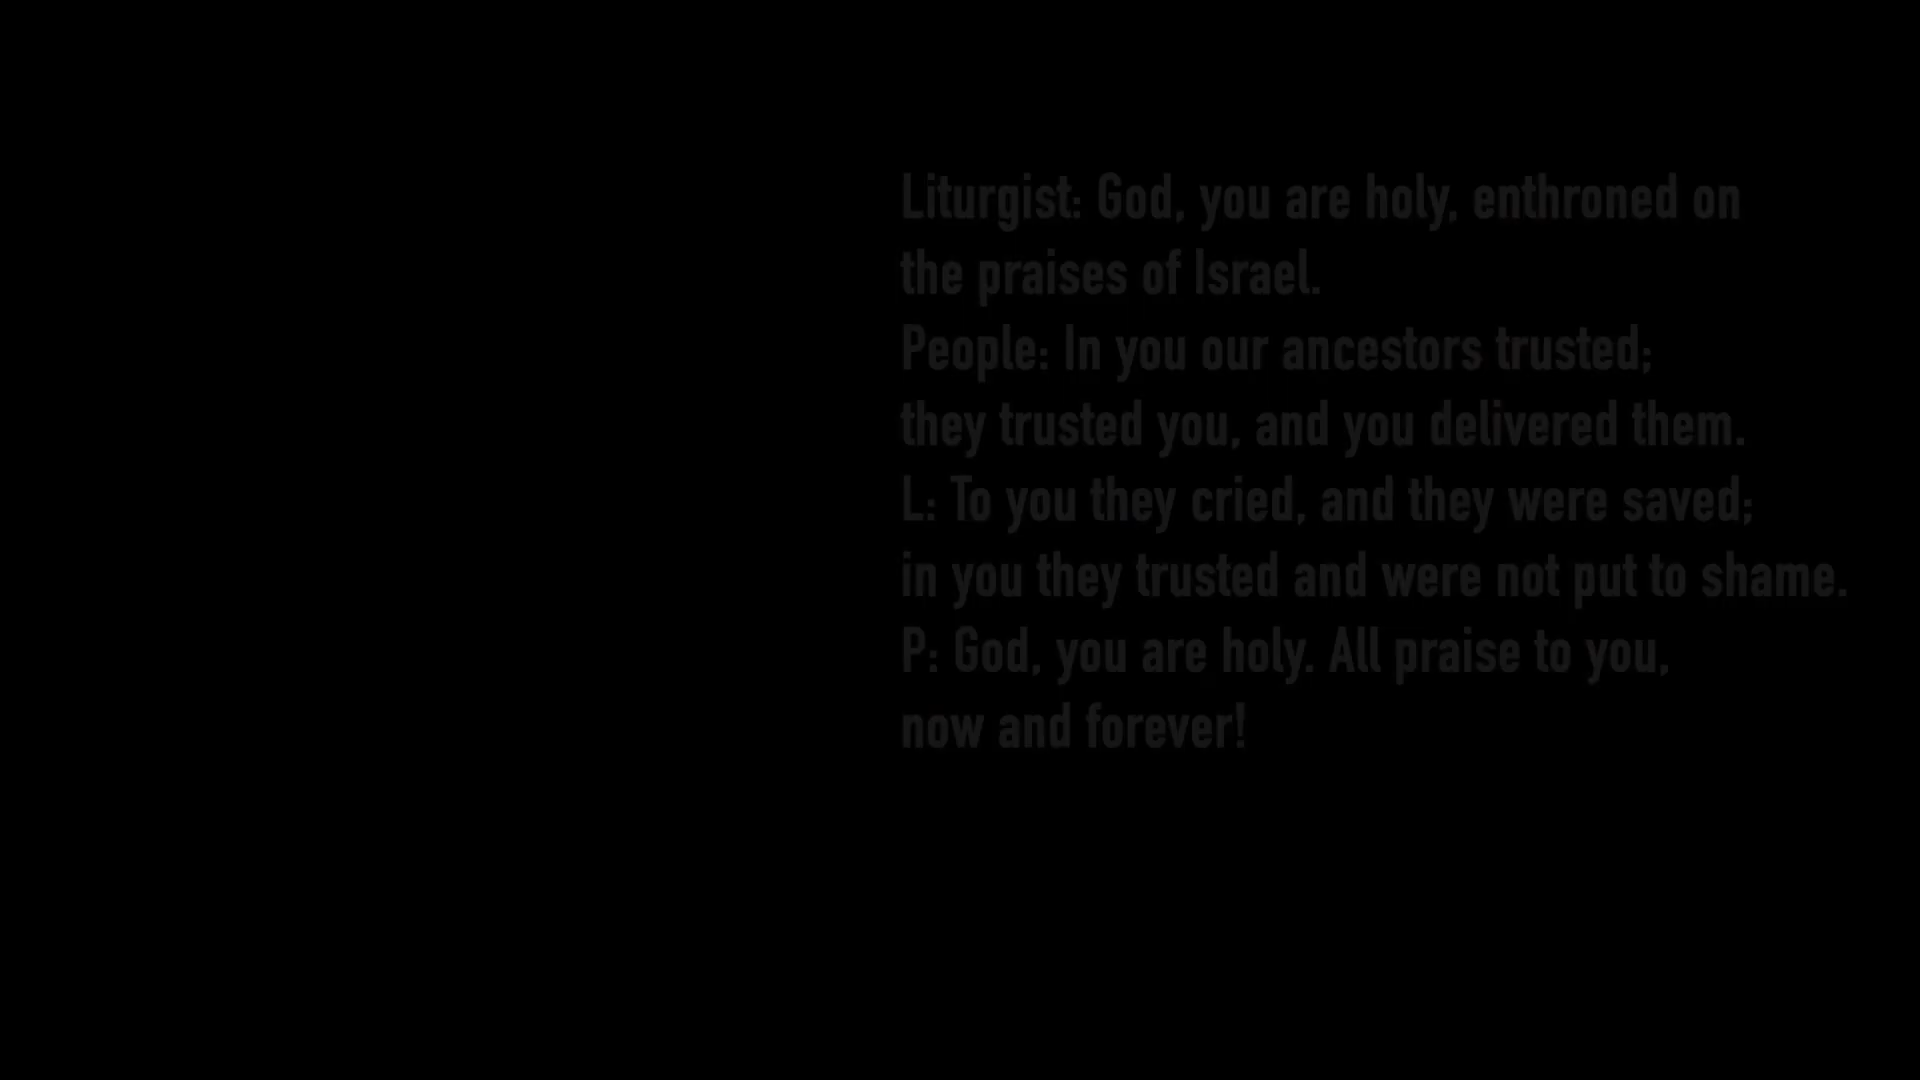 Liturgist: God, you are holy, enthroned on
the praises of Israel.
People: In you our ancestors trusted;
they trusted you, and you delivered them.
L: To you they cried, and they were saved;
in you they trusted and were not put to shame.
P: God, you are holy. All praise to you,
now and forever!